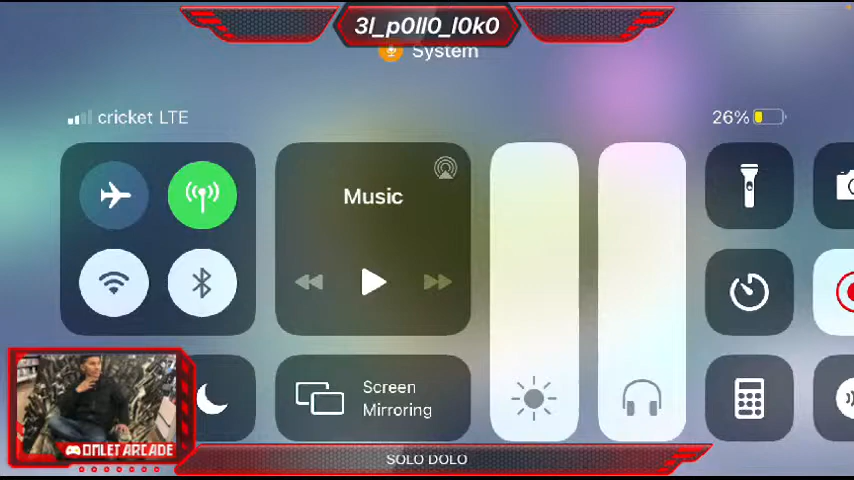 3l_p0ll0_l0k0
System
cricket LTE
26%
Music
Screen
Mirroring
OMLET ARCADE
SOLO DOLO